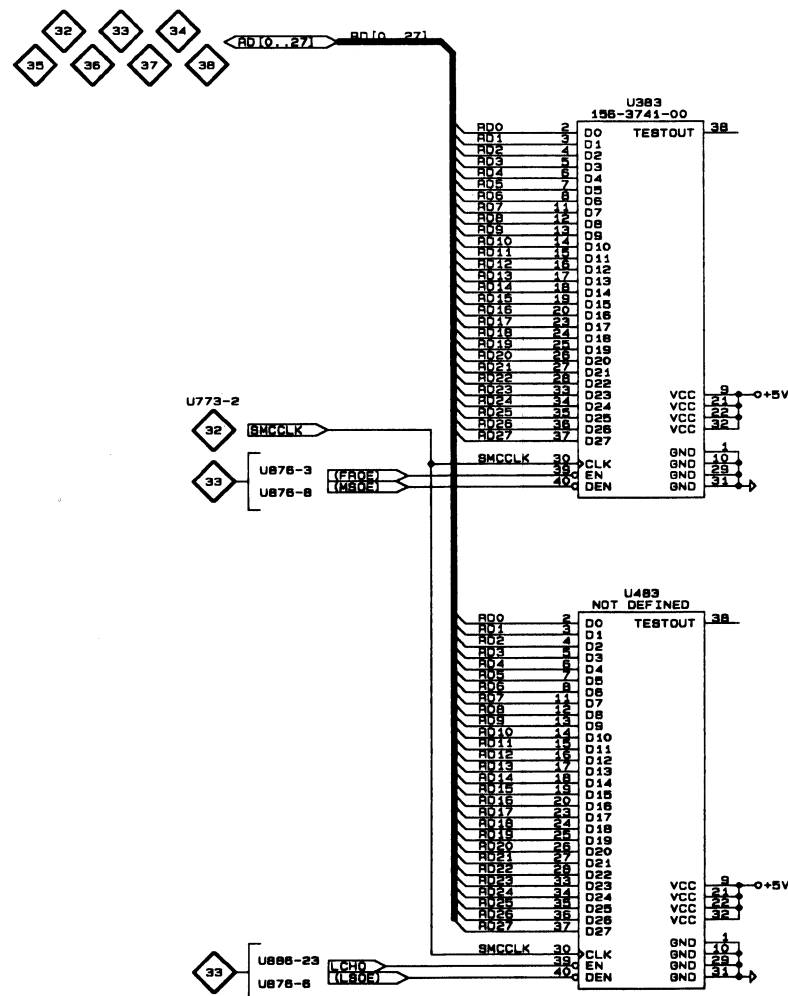 32 33 34
35 36 37 38
RD[0..27] RD[0..27]
U383
156-3741-00
RD0 2 D0 TESTOUT 38
RD1 3 D1
RD2 4 D2
RD3 5 D3
RD4 6 D4
RD5 7 D5
RD6 8 D6
RD7 11 D7
RD8 12 D8
RD9 13 D9
RD10 14 D10
RD11 15 D11
RD12 16 D12
RD13 17 D13
RD14 18 D14
RD15 19 D15
RD16 20 D16
RD17 23 D17
RD18 24 D18
RD19 25 D19
RD20 26 D20
RD21 27 D21
RD22 28 D22
RD23 33 D23 VCC 9 +5V
RD24 34 D24 VCC 21
RD25 35 D25 VCC 22
RD26 36 D26 VCC 32
RD27 37 D27
GND 1
SMCCLK 30 CLK GND 10
39 EN GND 29
40 DEN GND 31
U773-2
32 SMCCLK
33 U876-3 (FROE)
U876-8 (MSOE)
U483
NOT DEFINED
RD0 2 D0 TESTOUT 38
RD1 3 D1
RD2 4 D2
RD3 5 D3
RD4 6 D4
RD5 7 D5
RD6 8 D6
RD7 11 D7
RD8 12 D8
RD9 13 D9
RD10 14 D10
RD11 15 D11
RD12 16 D12
RD13 17 D13
RD14 18 D14
RD15 19 D15
RD16 20 D16
RD17 23 D17
RD18 24 D18
RD19 25 D19
RD20 26 D20
RD21 27 D21
RD22 28 D22
RD23 33 D23 VCC 9 +5V
RD24 34 D24 VCC 21
RD25 35 D25 VCC 22
RD26 36 D26 VCC 32
RD27 37 D27
GND 1
SMCCLK 30 CLK GND 10
39 EN GND 29
40 DEN GND 31
33 U886-23 LCHO
U876-6 (LSOE)